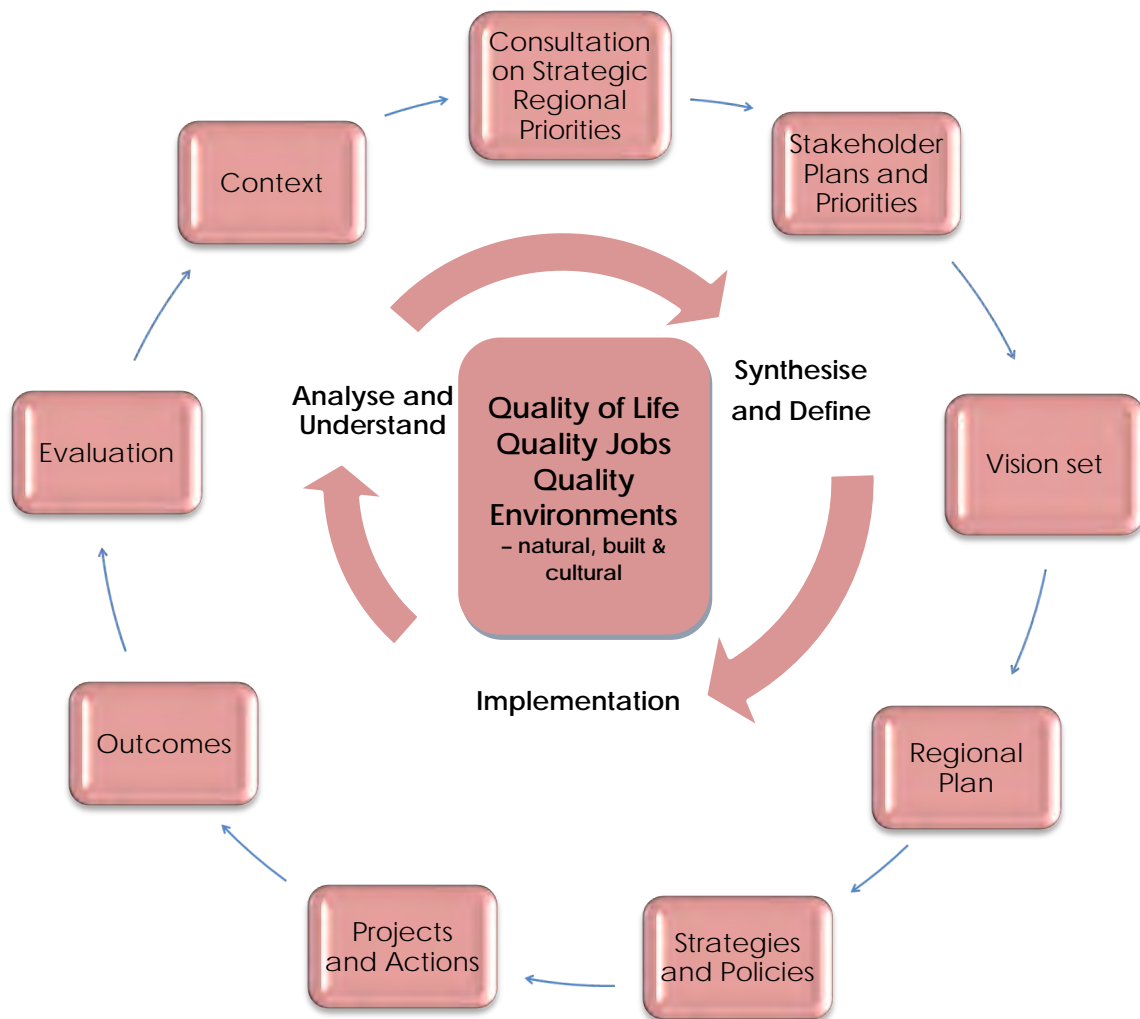 Consultation
on Strategic
Regional
Priorities
Stakeholder
Plans and
Priorities
Context
Synthesise
and Define
Analyse and
Understand
Quality of Life
Quality Jobs
Quality
Environments
– natural, built &
cultural
Evaluation
Vision set
Implementation
Outcomes
Regional
Plan
Projects
and Actions
Strategies
and Policies